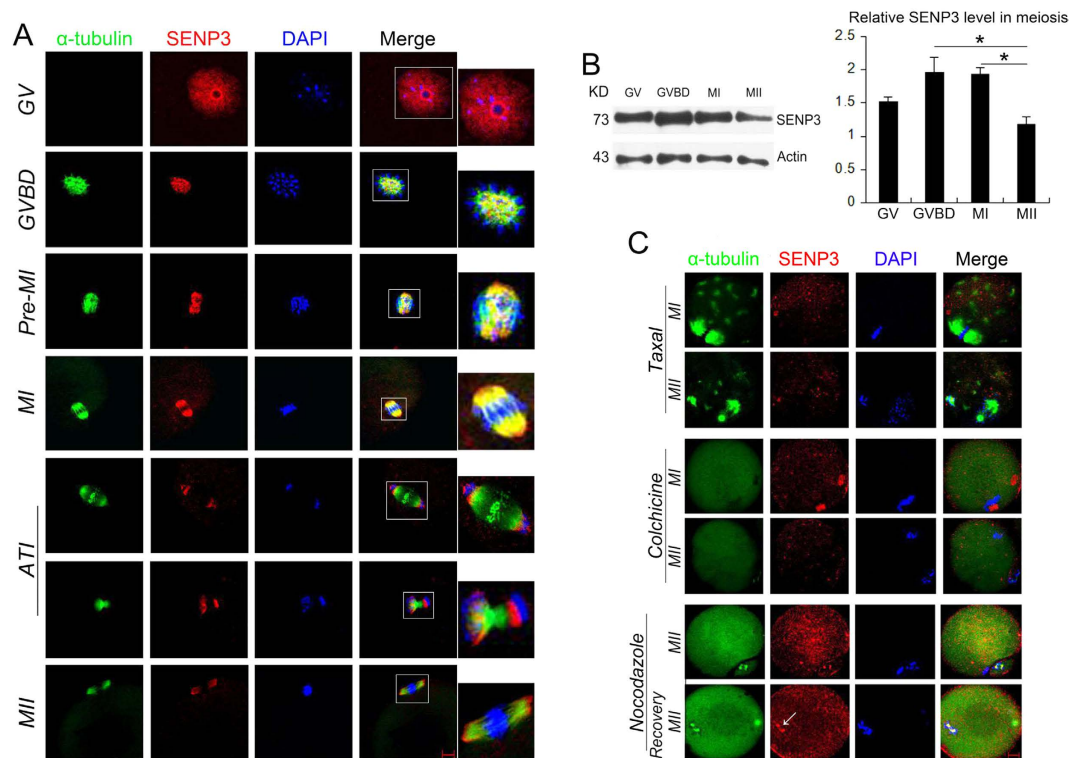 A
α-tubulin SENP3 DAPI Merge
GV
GVBD
Pre-MI
MI
ATI
MII
B
KD GV GVBD MI MII
73 SENP3
43 Actin
Relative SENP3 level in meiosis
2.5
2
1.5
1
0.5
0
* 
*
GV GVBD MI MII
C
α-tubulin SENP3 DAPI Merge
Taxal
MI
MII
Colchicine
MI
MII
Nocodazole
MII
Recovery
MII